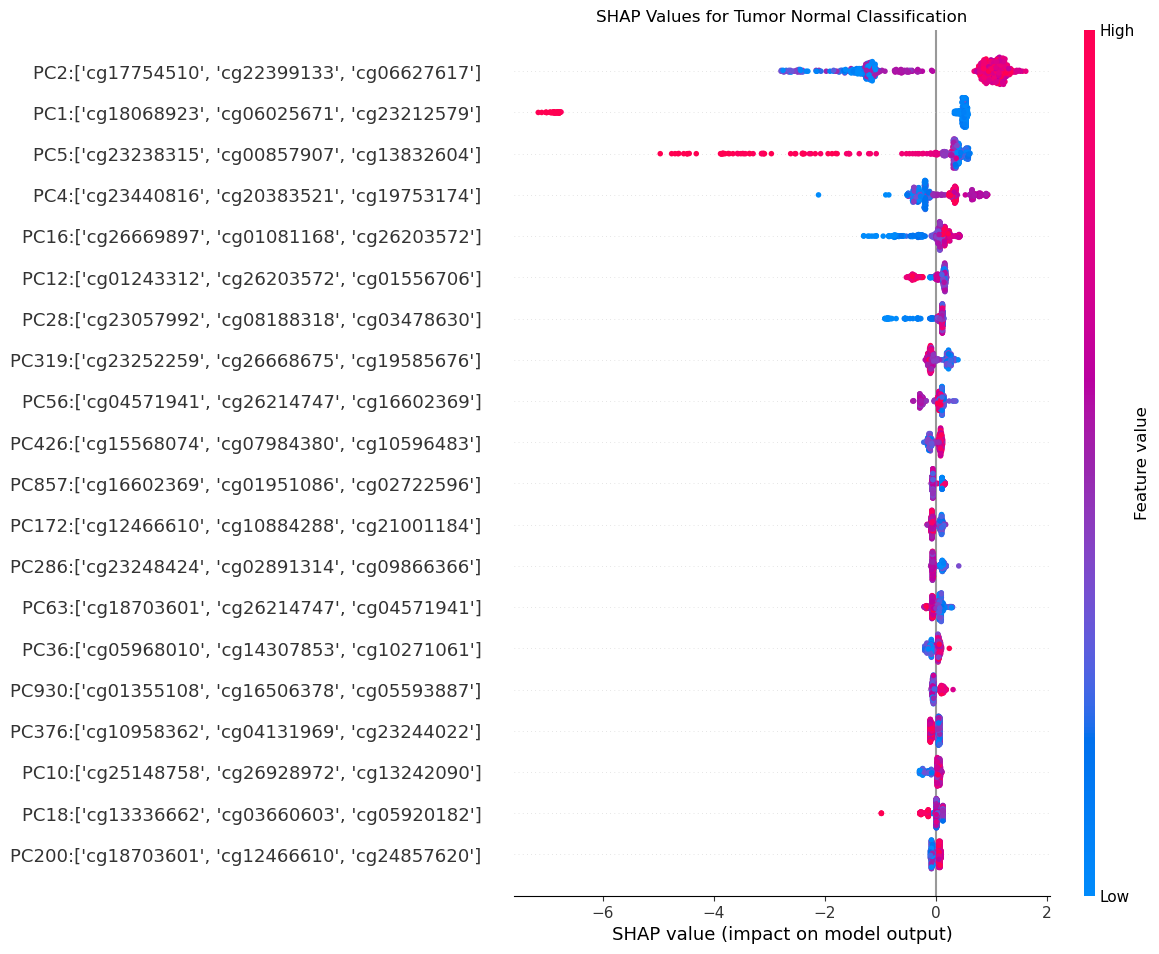 SHAP Values for Tumor Normal Classification
High
PC2:['cg17754510', 'cg22399133', 'cg06627617']
PC1:['cg18068923', 'cg06025671', 'cg23212579']
PC5:['cg23238315', 'cg00857907', 'cg13832604']
PC4:['cg23440816', 'cg20383521', 'cg19753174']
PC16:['cg26669897', 'cg01081168', 'cg26203572']
PC12:['cg01243312', 'cg26203572', 'cg01556706']
PC28:['cg23057992', 'cg08188318', 'cg03478630']
PC319:['cg23252259', 'cg26668675', 'cg19585676']
PC56:['cg04571941', 'cg26214747', 'cg16602369']
PC426:['cg15568074', 'cg07984380', 'cg10596483']
PC857:['cg16602369', 'cg01951086', 'cg02722596']
PC172:['cg12466610', 'cg10884288', 'cg21001184']
PC286:['cg23248424', 'cg02891314', 'cg09866366']
PC63:['cg18703601', 'cg26214747', 'cg04571941']
PC36:['cg05968010', 'cg14307853', 'cg10271061']
PC930:['cg01355108', 'cg16506378', 'cg05593887']
PC376:['cg10958362', 'cg04131969', 'cg23244022']
PC10:['cg25148758', 'cg26928972', 'cg13242090']
PC18:['cg13336662', 'cg03660603', 'cg05920182']
PC200:['cg18703601', 'cg12466610', 'cg24857620']
Feature value
Low
−6 −4 −2 0 2
SHAP value (impact on model output)